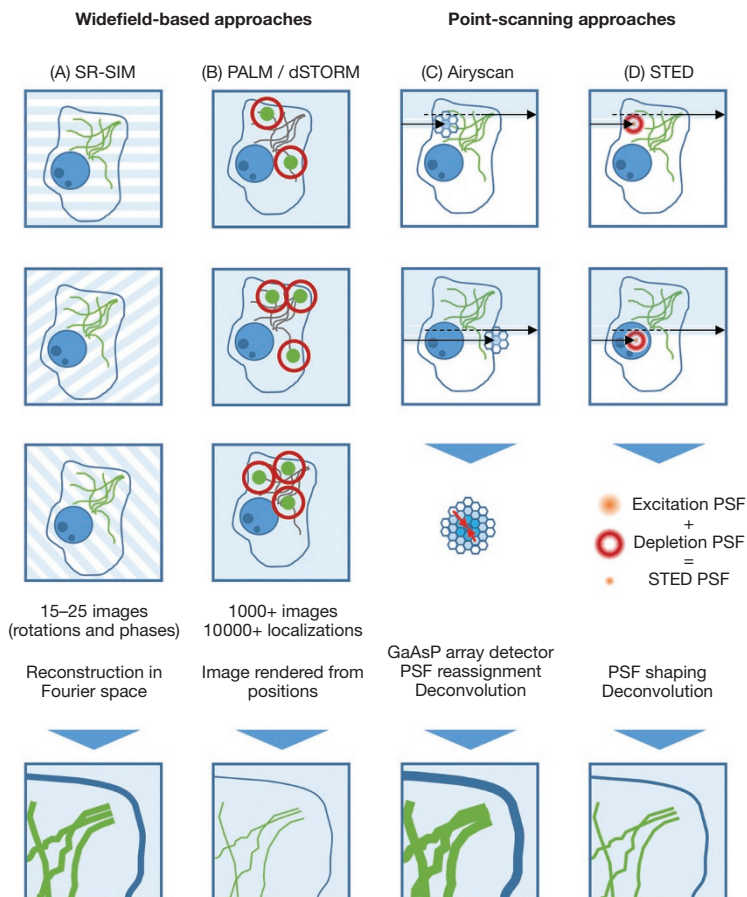 Widefield-based approaches
Point-scanning approaches
(A) SR-SIM
(B) PALM / dSTORM
(C) Airyscan
(D) STED
Excitation PSF
+
Depletion PSF
=
STED PSF
15–25 images
(rotations and phases)
1000+ images
10000+ localizations
Reconstruction in
Fourier space
Image rendered from
positions
GaAsP array detector
PSF reassignment
Deconvolution
PSF shaping
Deconvolution